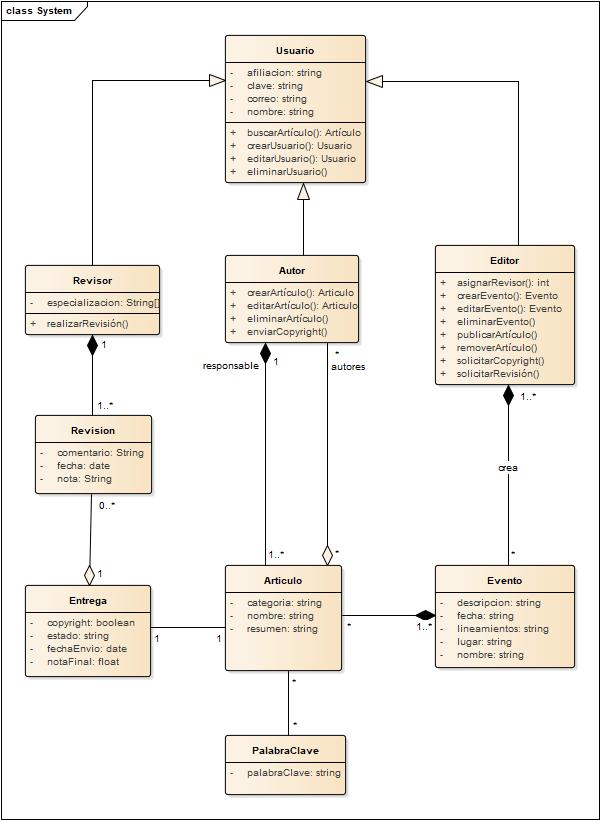 class System
Usuario
- afiliacion: string
- clave: string
- correo: string
- nombre: string
+ buscarArtículo(): Artículo
+ crearUsuario(): Usuario
+ editarUsuario(): Usuario
+ eliminarUsuario()
Revisor
- especializacion: String[]
+ realizarRevisión()
Autor
+ crearArtículo(): Articulo
+ editarArtículo(): Articulo
+ eliminarArtículo()
+ enviarCopyright()
Editor
+ asignarRevisor(): int
+ crearEvento(): Evento
+ editarEvento(): Evento
+ eliminarEvento()
+ publicarArtículo()
+ removerArtículo()
+ solicitarCopyright()
+ solicitarRevisión()
1
responsable 1
*
autores
1..*
crea
1..*
Revision
- comentario: String
- fecha: date
- nota: String
0..*
1
1..*
*
*
Entrega
- copyright: boolean
- estado: string
- fechaEnvio: date
- notaFinal: float
1
1
Articulo
- categoria: string
- nombre: string
- resumen: string
*
1..*
Evento
- descripcion: string
- fecha: string
- lineamientos: string
- lugar: string
- nombre: string
*
*
PalabraClave
- palabraClave: string